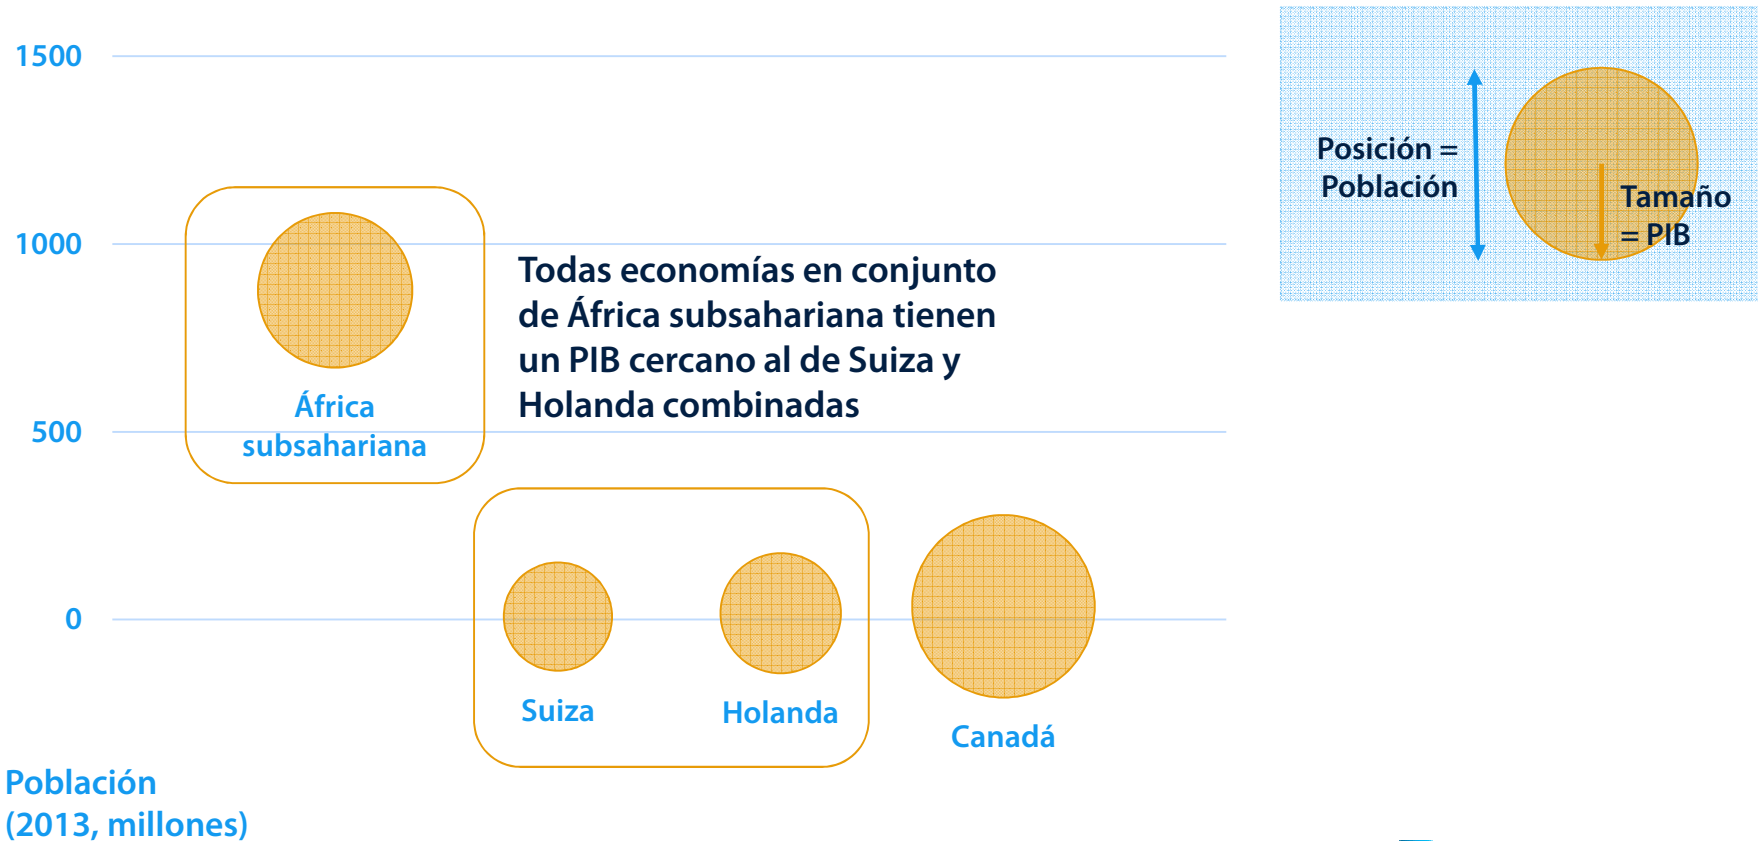 1500
1000
500
0
África
subsahariana
Todas economías en conjunto
de África subsahariana tienen
un PIB cercano al de Suiza y
Holanda combinadas
Suiza
Holanda
Canadá
Población
(2013, millones)
Posición =
Población
Tamaño
= PIB